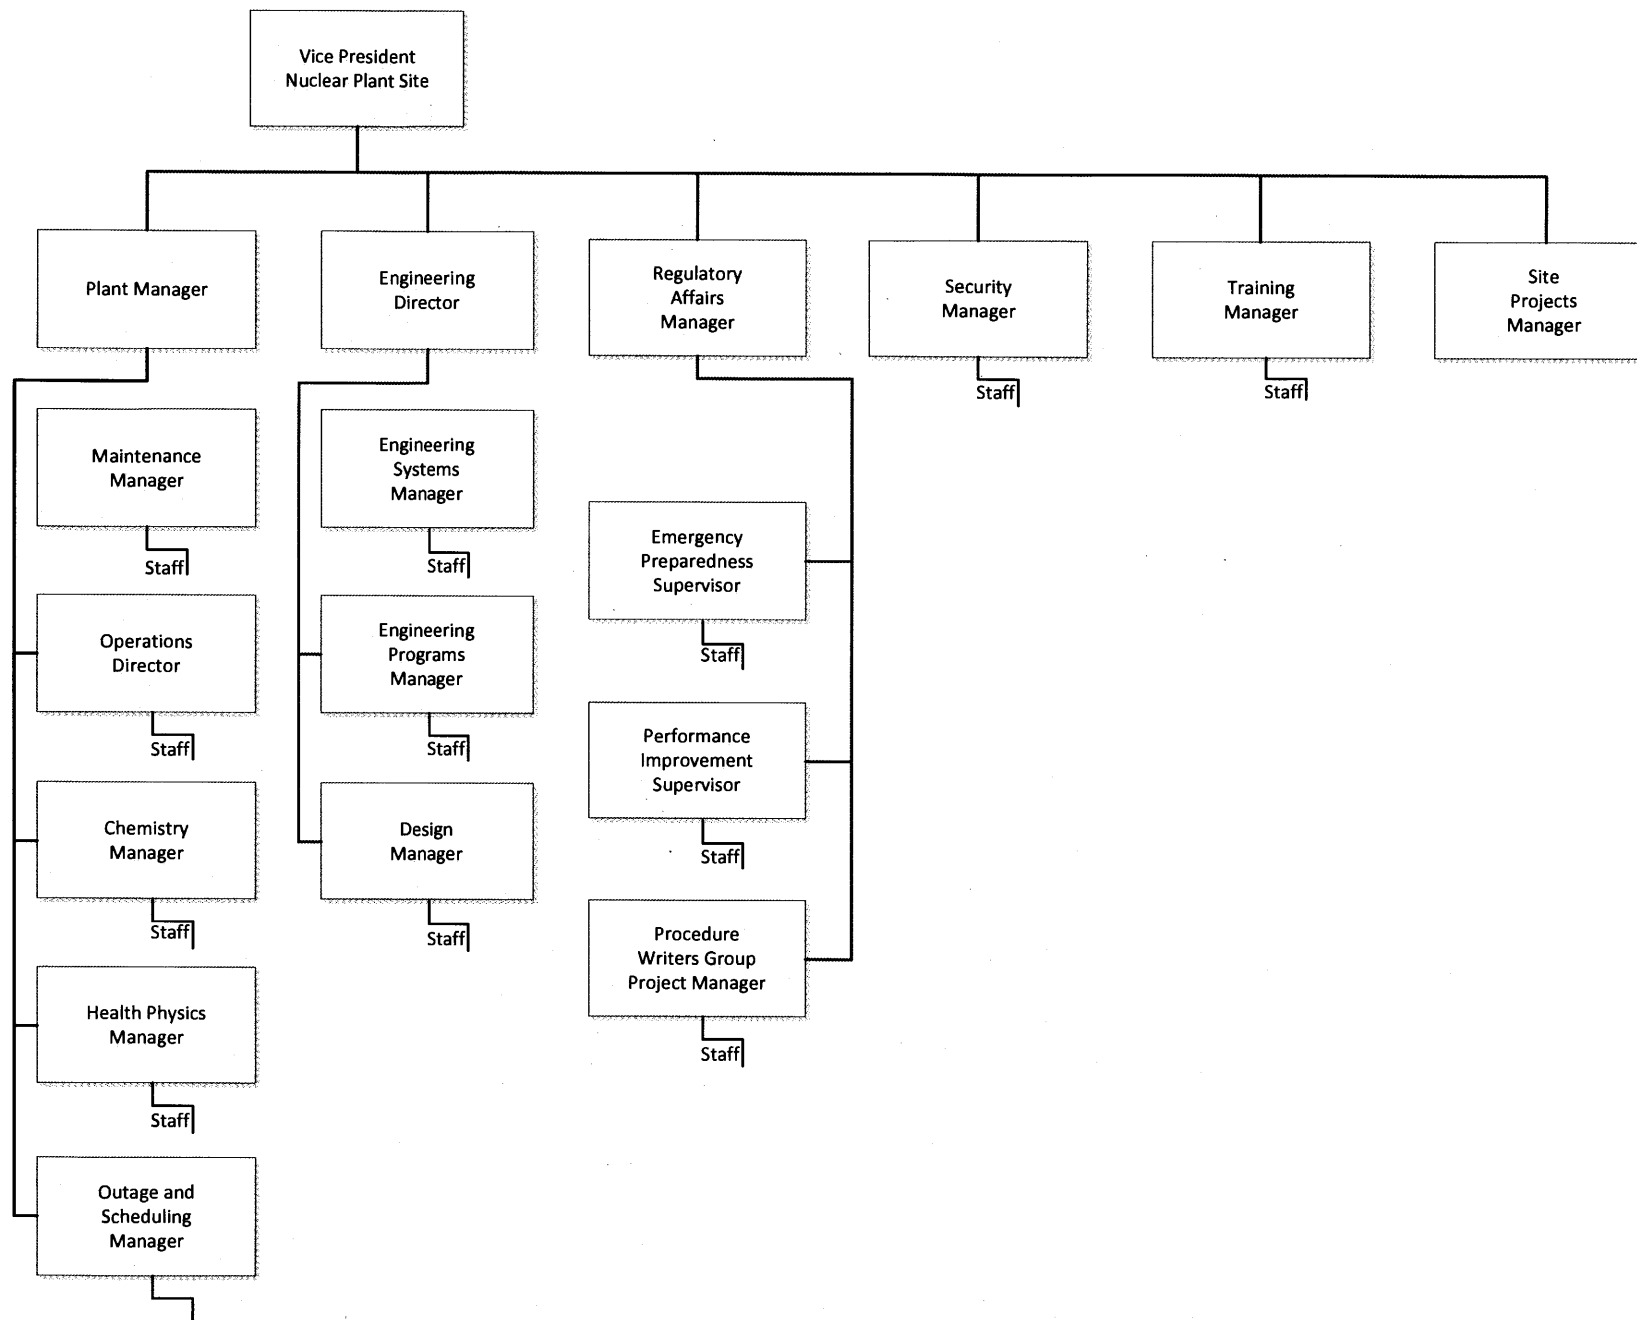 Vice President
Nuclear Plant Site
Plant Manager
Engineering
Director
Regulatory
Affairs
Manager
Security
Manager
Training
Manager
Site
Projects
Manager
Staff
Staff
Maintenance
Manager
Staff
Engineering
Systems
Manager
Staff
Emergency
Preparedness
Supervisor
Staff
Operations
Director
Staff
Engineering
Programs
Manager
Staff
Performance
Improvement
Supervisor
Staff
Chemistry
Manager
Staff
Design
Manager
Staff
Procedure
Writers Group
Project Manager
Staff
Health Physics
Manager
Staff
Outage and
Scheduling
Manager